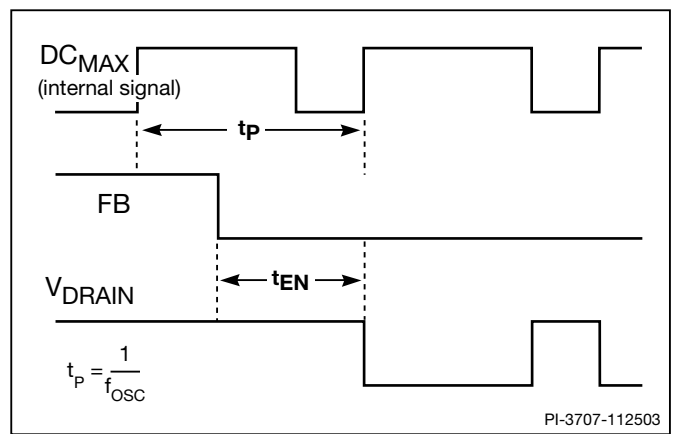 DCMAX
(internal signal)
tP
FB
tEN
VDRAIN
tP = 1/fOSC
PI-3707-112503